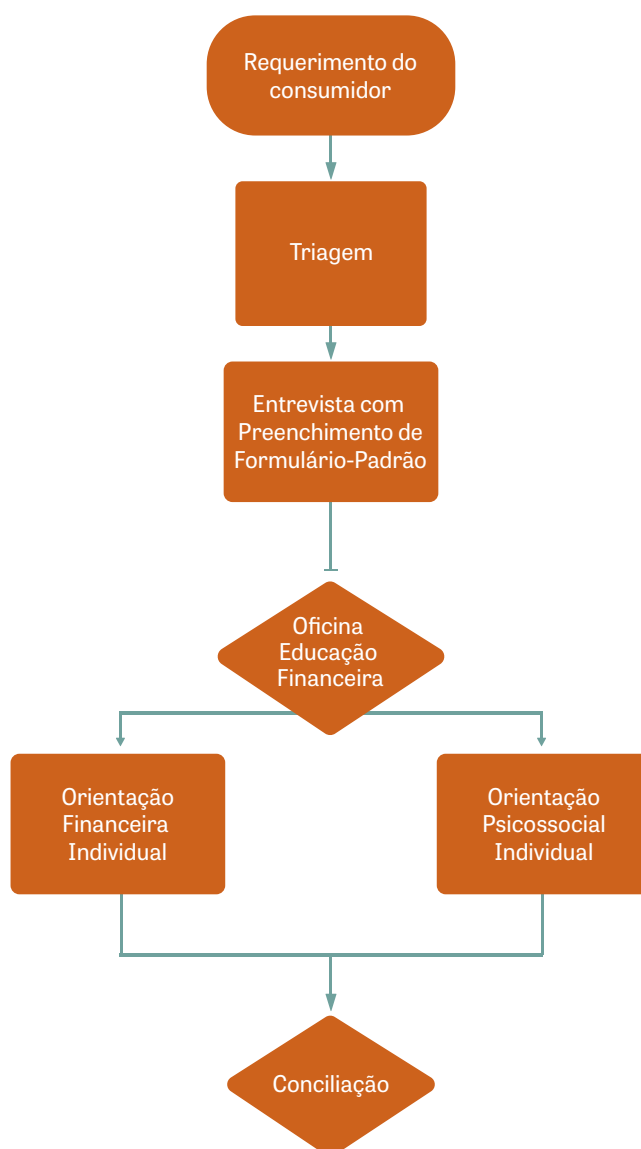 Requerimento do
consumidor
Triagem
Entrevista com
Preenchimento de
Formulário-Padrão
Oficina
Educação
Financeira
Orientação
Financeira
Individual
Orientação
Psicossocial
Individual
Conciliação